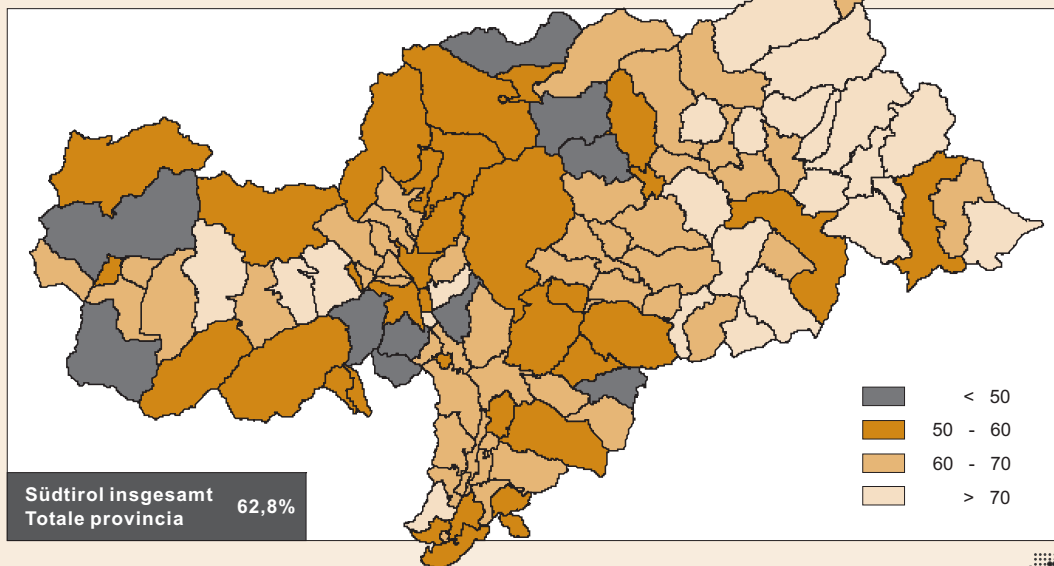 < 50
50 - 60
60 - 70
> 70
Südtirol insgesamt
Totale provincia
62,8%